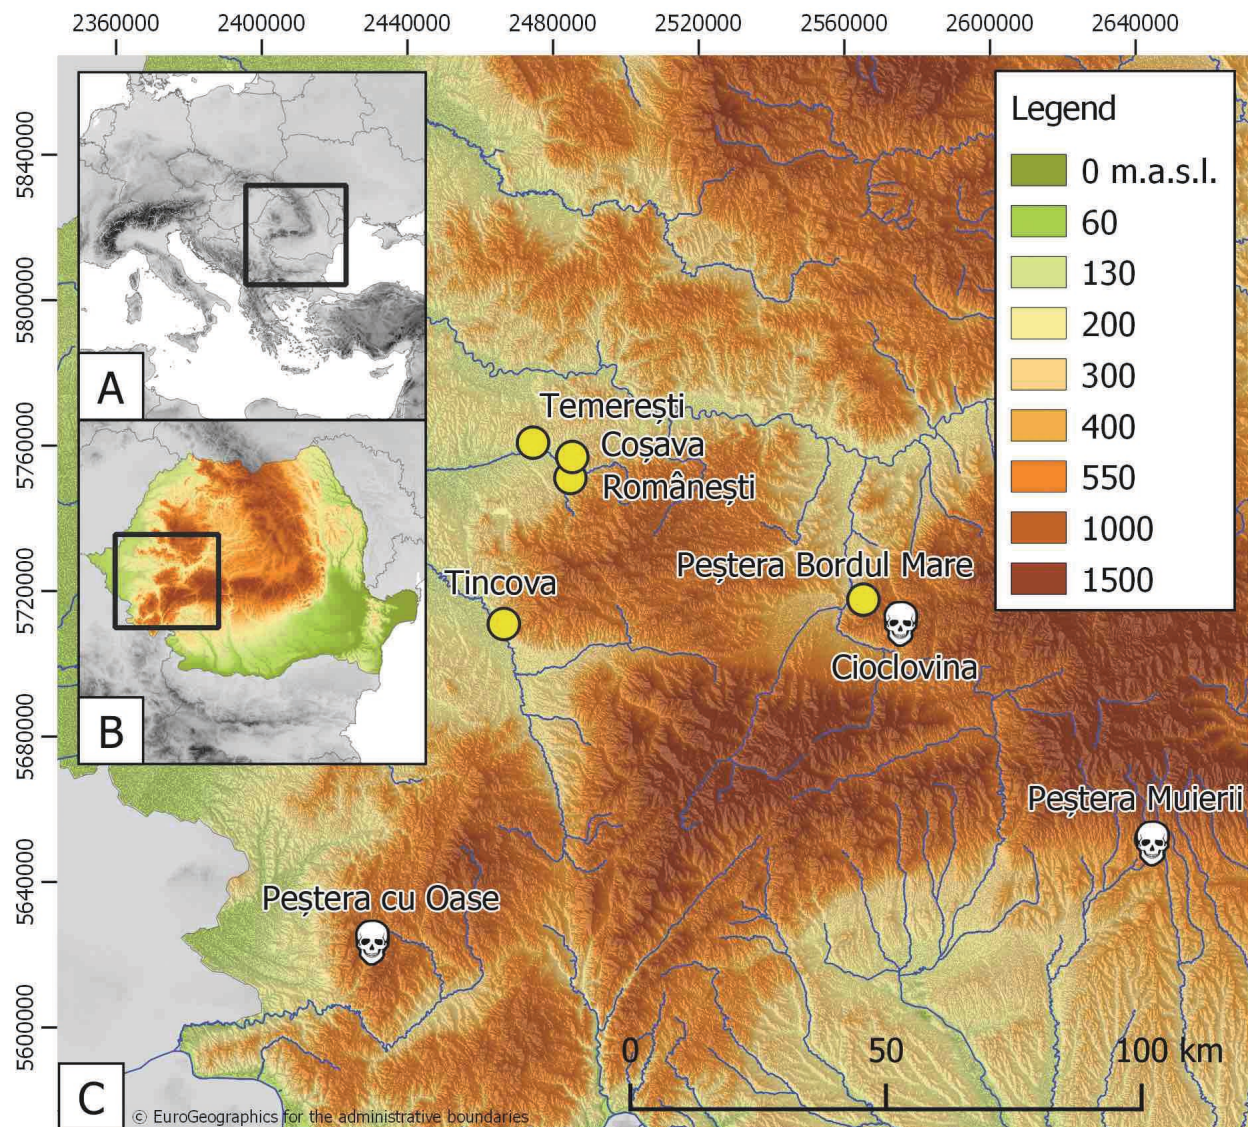 2360000 2400000 2440000 2480000 2520000 2560000 2600000 2640000
5840000
5800000
5760000
5720000
5680000
5640000
5600000
A
B
C
Legend
0 m.a.s.l.
60
130
200
300
400
550
1000
1500
Temerești
Coșava
Românești
Peștera Bordul Mare
Tincova
Cioclovina
Peștera Muierii
Peștera cu Oase
0 50 100 km
© EuroGeographics for the administrative boundaries